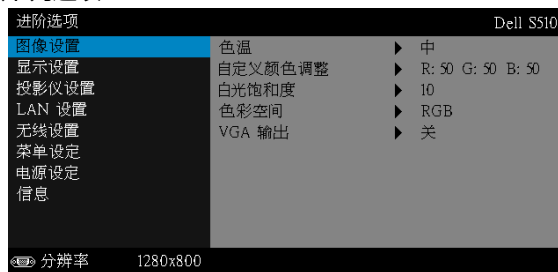 进阶选项 Dell S510
图像设置 色温 中
显示设置 自定义颜色调整 R: 50 G: 50 B: 50
投影仪设置 白光饱和度 10
LAN 设置 色彩空间 RGB
无线设置 VGA 输出 关
菜单设定
电源设定
信息
分辨率 1280x800